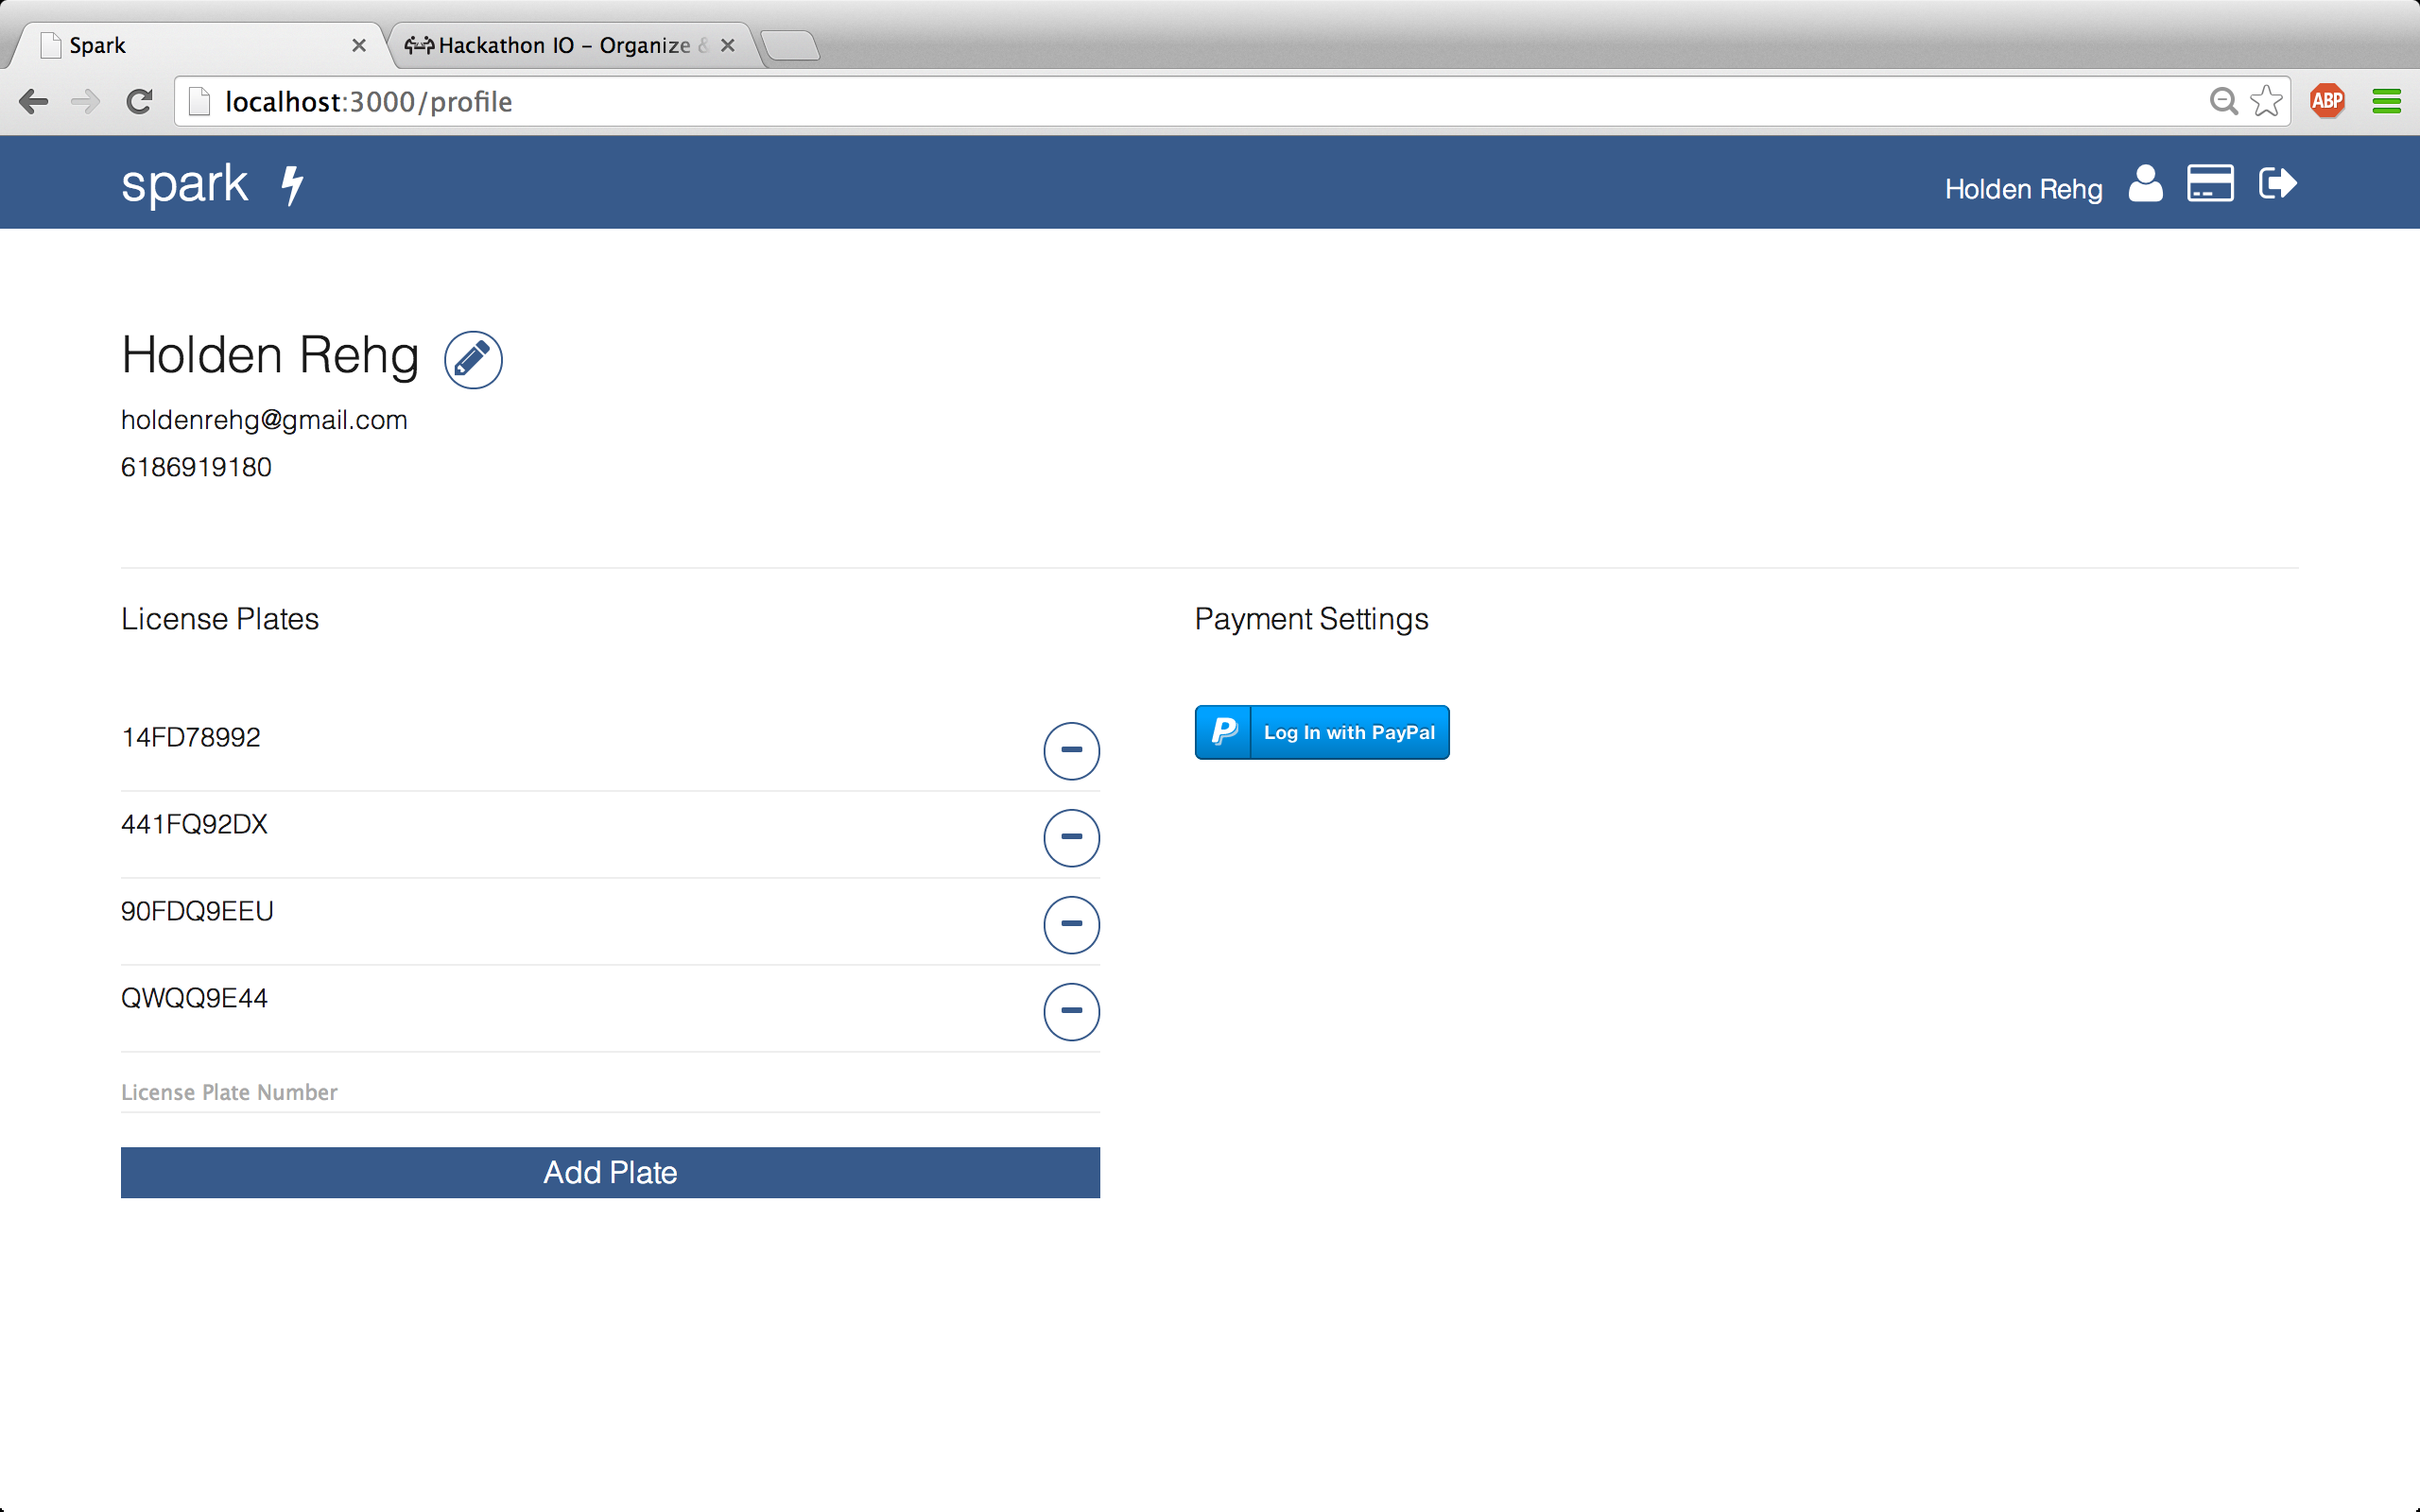 Spark
Hackathon IO – Organize &
localhost:3000/profile
ABP
spark
Holden Rehg
Holden Rehg
holdenrehg@gmail.com
6186919180
License Plates
Payment Settings
14FD78992
Log In with PayPal
441FQ92DX
90FDQ9EEU
QWQQ9E44
License Plate Number
Add Plate